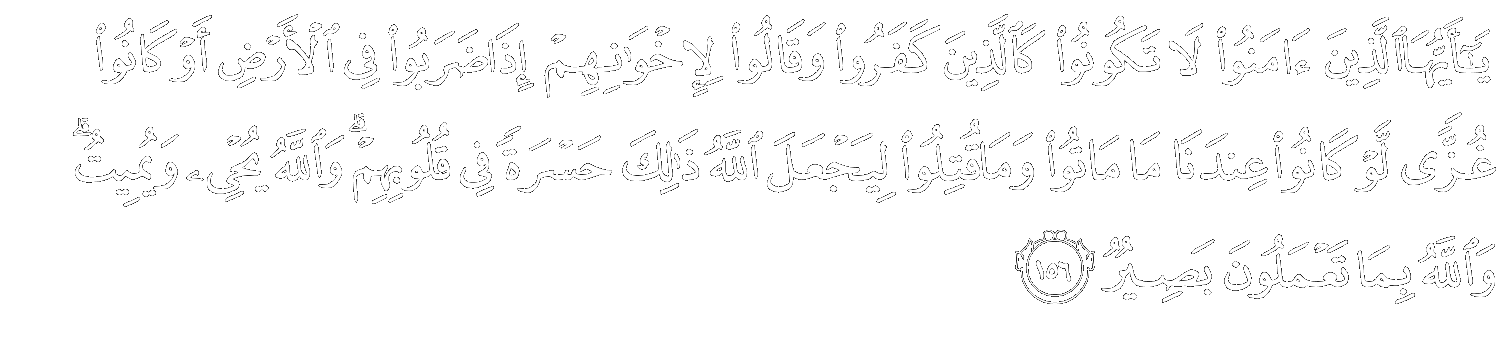 يَٰٓأَيُّهَا ٱلَّذِينَ ءَامَنُوا۟ لَا تَكُونُوا۟ كَٱلَّذِينَ كَفَرُوا۟ وَقَالُوا۟ لِإِخْوَٰنِهِمْ إِذَا ضَرَبُوا۟ فِى ٱلْأَرْضِ أَوْ كَانُوا۟
غُزًّى لَّوْ كَانُوا۟ عِندَنَا مَا مَاتُوا۟ وَمَا قُتِلُوا۟ لِيَجْعَلَ ٱللَّهُ ذَٰلِكَ حَسْرَةً فِى قُلُوبِهِمْ ۗ وَٱللَّهُ يُحْىِۦ وَيُمِيتُ ۗ
وَٱللَّهُ بِمَا تَعْمَلُونَ بَصِيرٌ ١٥٦